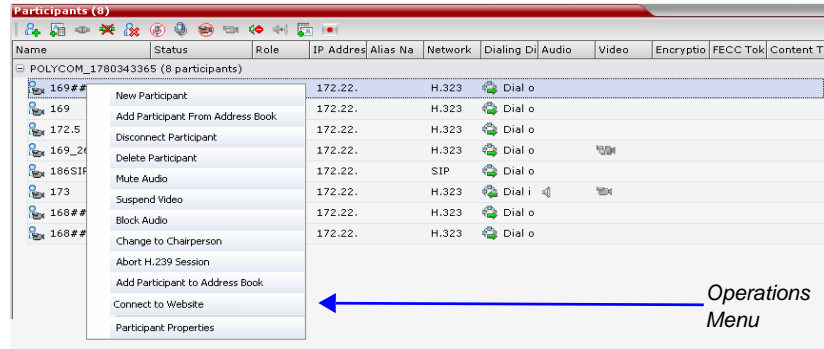 Participants (8)
Name Status Role IP Addres Alias Na Network Dialing Di Audio Video Encryptio FECC Tok Content T
POLYCOM_1780343365 (8 participants)
169## 172.22. H.323 Dial o
New Participant
169 172.22. H.323 Dial o
Add Participant From Address Book
172.5 172.22. H.323 Dial o
Disconnect Participant
169_26 172.22. H.323 Dial o
Delete Participant
186SIF 172.22. SIP Dial o
Mute Audio
173 172.22. H.323 Dial i
Suspend Video
168## 172.22. H.323 Dial o
Block Audio
168## 172.22. H.323 Dial o
Change to Chairperson
Abort H.239 Session
Add Participant to Address Book
Connect to Website
Participant Properties
Operations
Menu